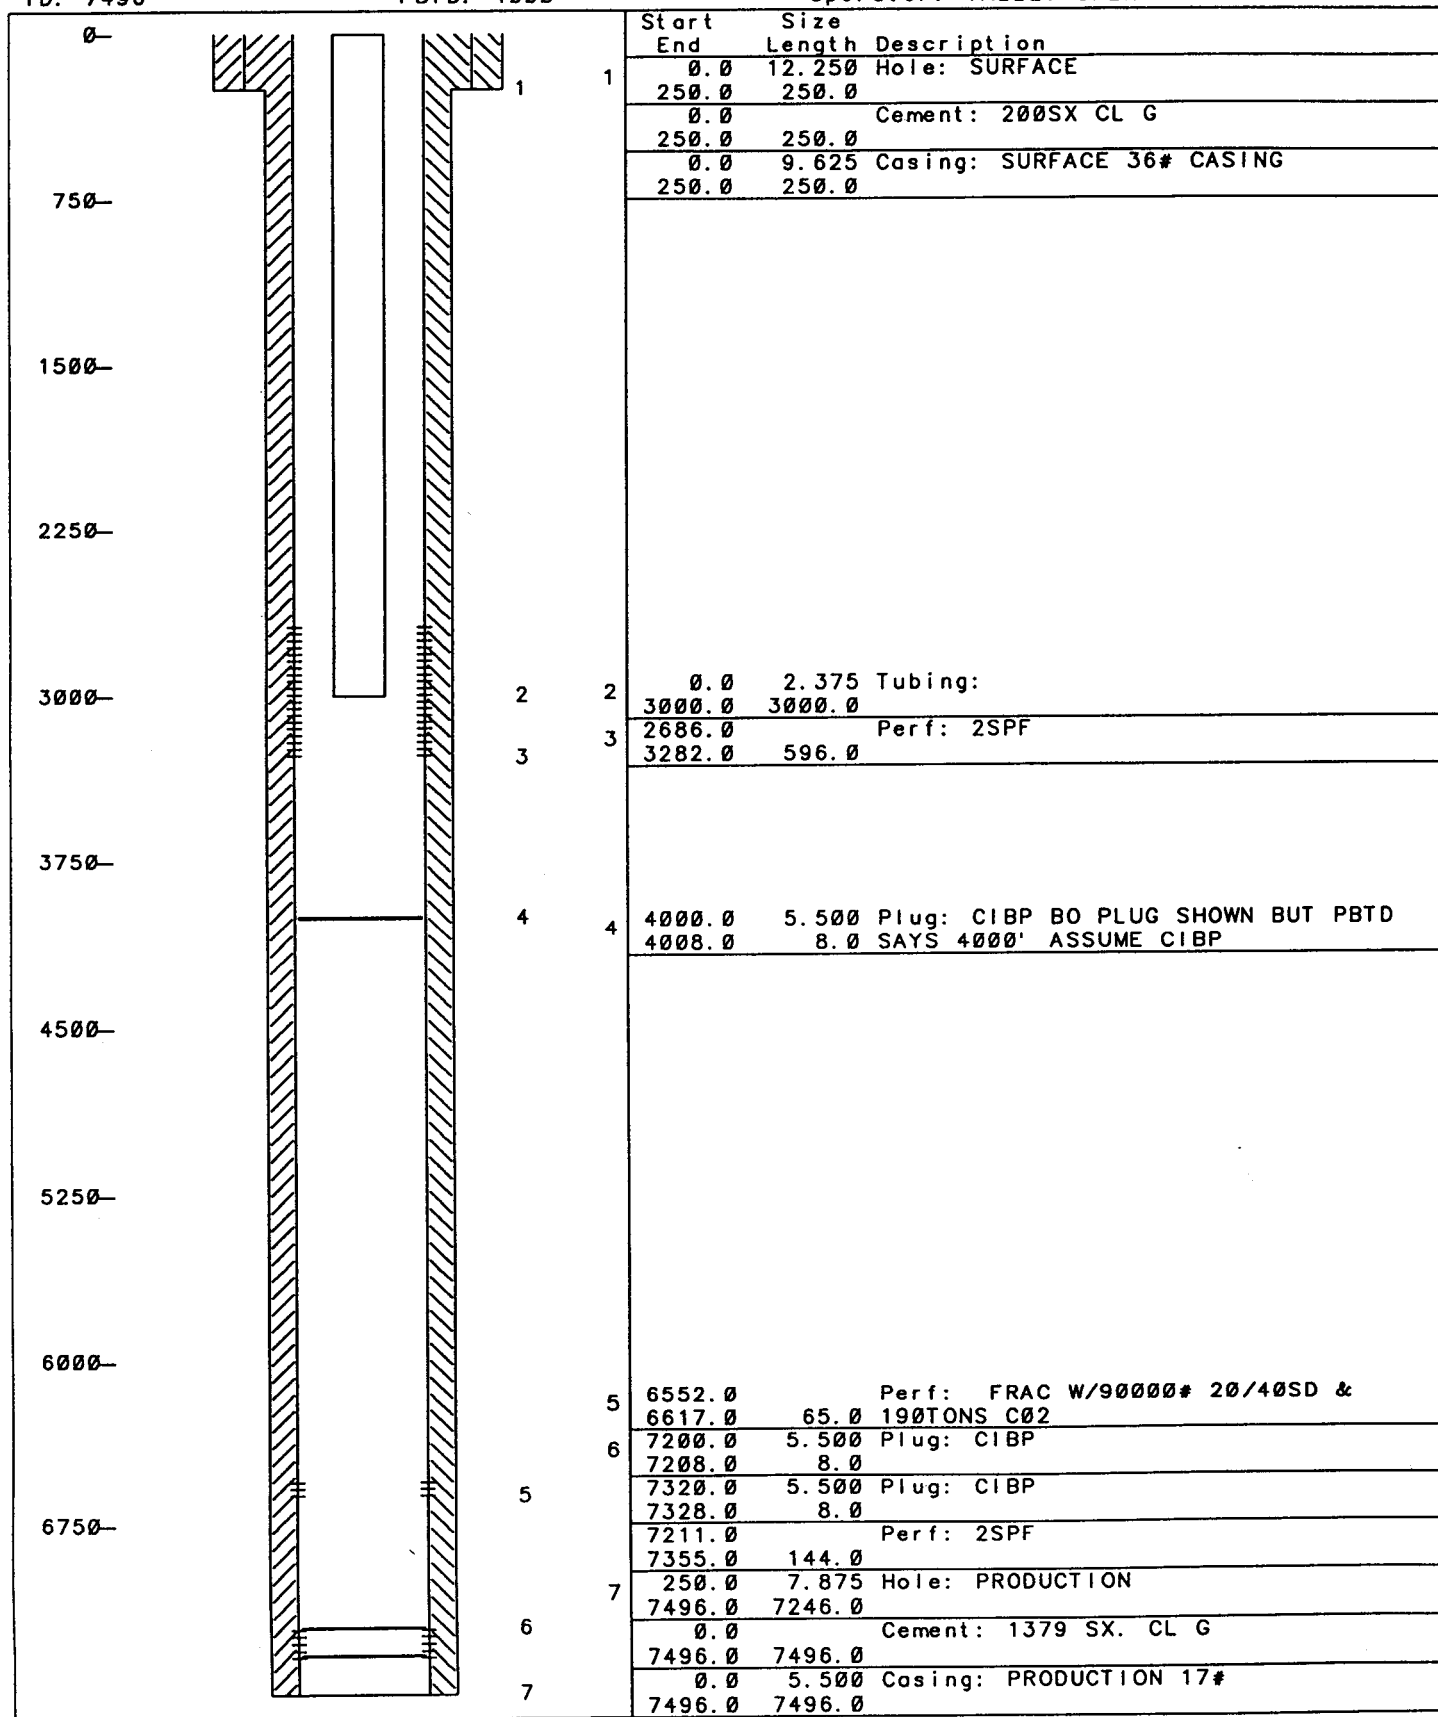 Start Size
End Length Description
0.0 12.250 Hole: SURFACE
250.0 250.0
0.0 Cement: 200SX CL G
250.0 250.0
0.0 9.625 Casing: SURFACE 36# CASING
250.0 250.0
0.0 2.375 Tubing:
3000.0 3000.0
2686.0 Perf: 2SPF
3282.0 596.0
4000.0 5.500 Plug: CIBP BO PLUG SHOWN BUT PBTD
4008.0 8.0 SAYS 4000' ASSUME CIBP
6552.0 Perf: FRAC W/90000# 20/40SD &
6617.0 65.0 190TONS CO2
7200.0 5.500 Plug: CIBP
7208.0 8.0
7320.0 5.500 Plug: CIBP
7328.0 8.0
7211.0 Perf: 2SPF
7355.0 144.0
250.0 7.875 Hole: PRODUCTION
7496.0 7246.0
0.0 Cement: 1379 SX. CL G
7496.0 7496.0
0.0 5.500 Casing: PRODUCTION 17#
7496.0 7496.0
0
750
1500
2250
3000
3750
4500
5250
6000
6750
1
2
3
4
5
6
7
1
2
3
4
5
6
7